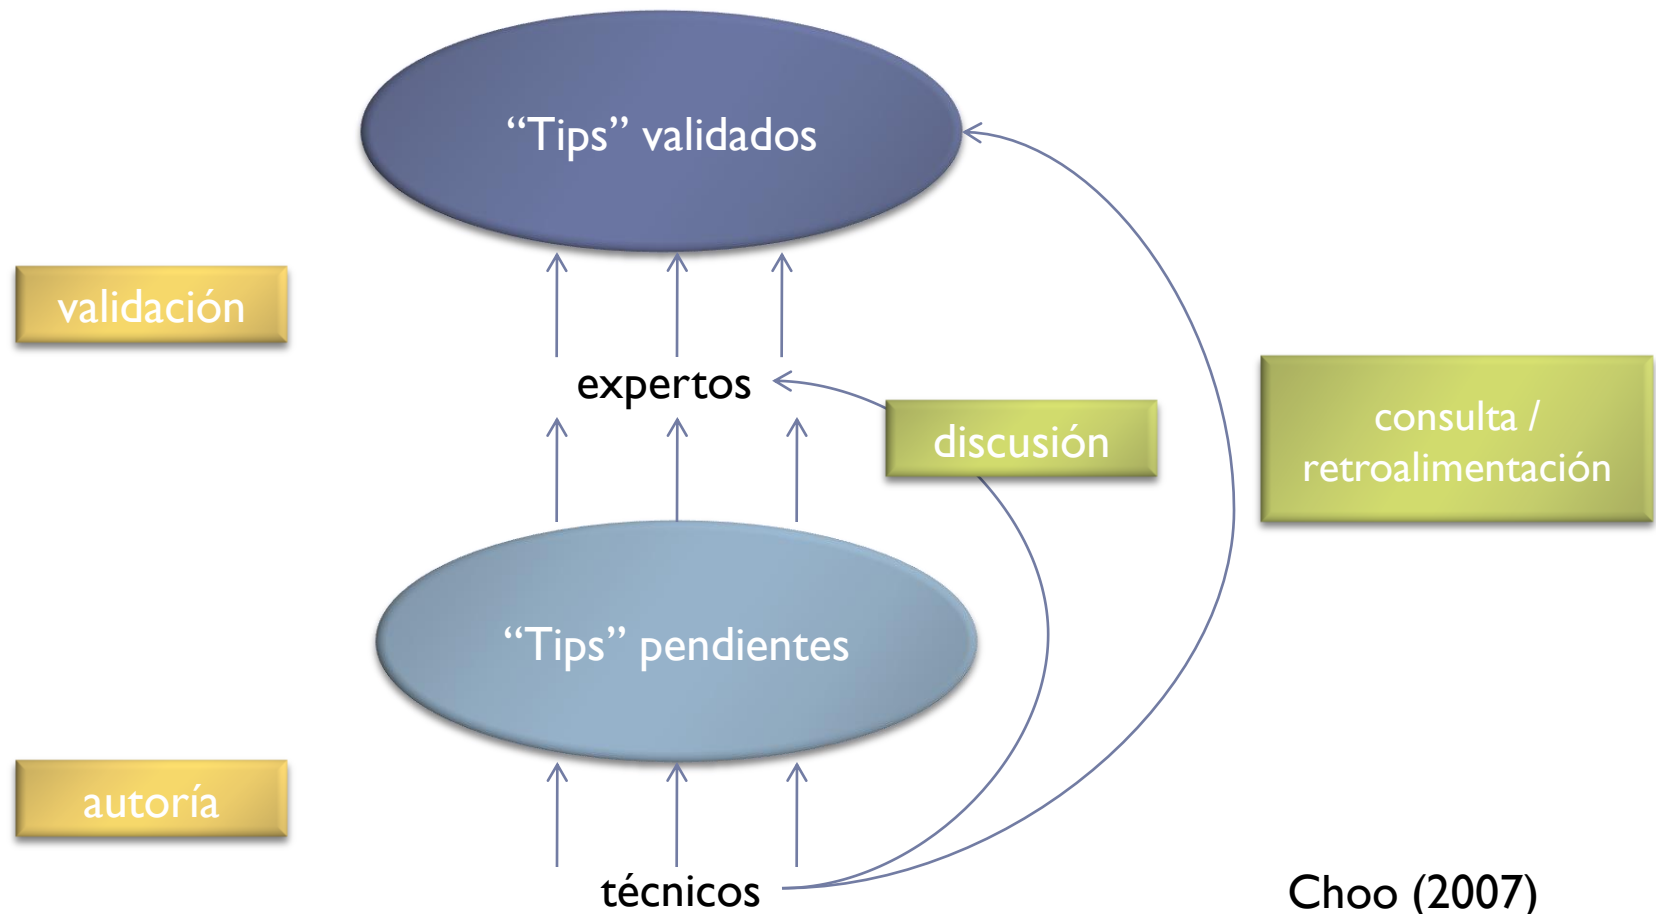 “Tips” validados
validación
expertos
discusión
consulta /
retroalimentación
“Tips” pendientes
autoría
técnicos
Choo (2007)